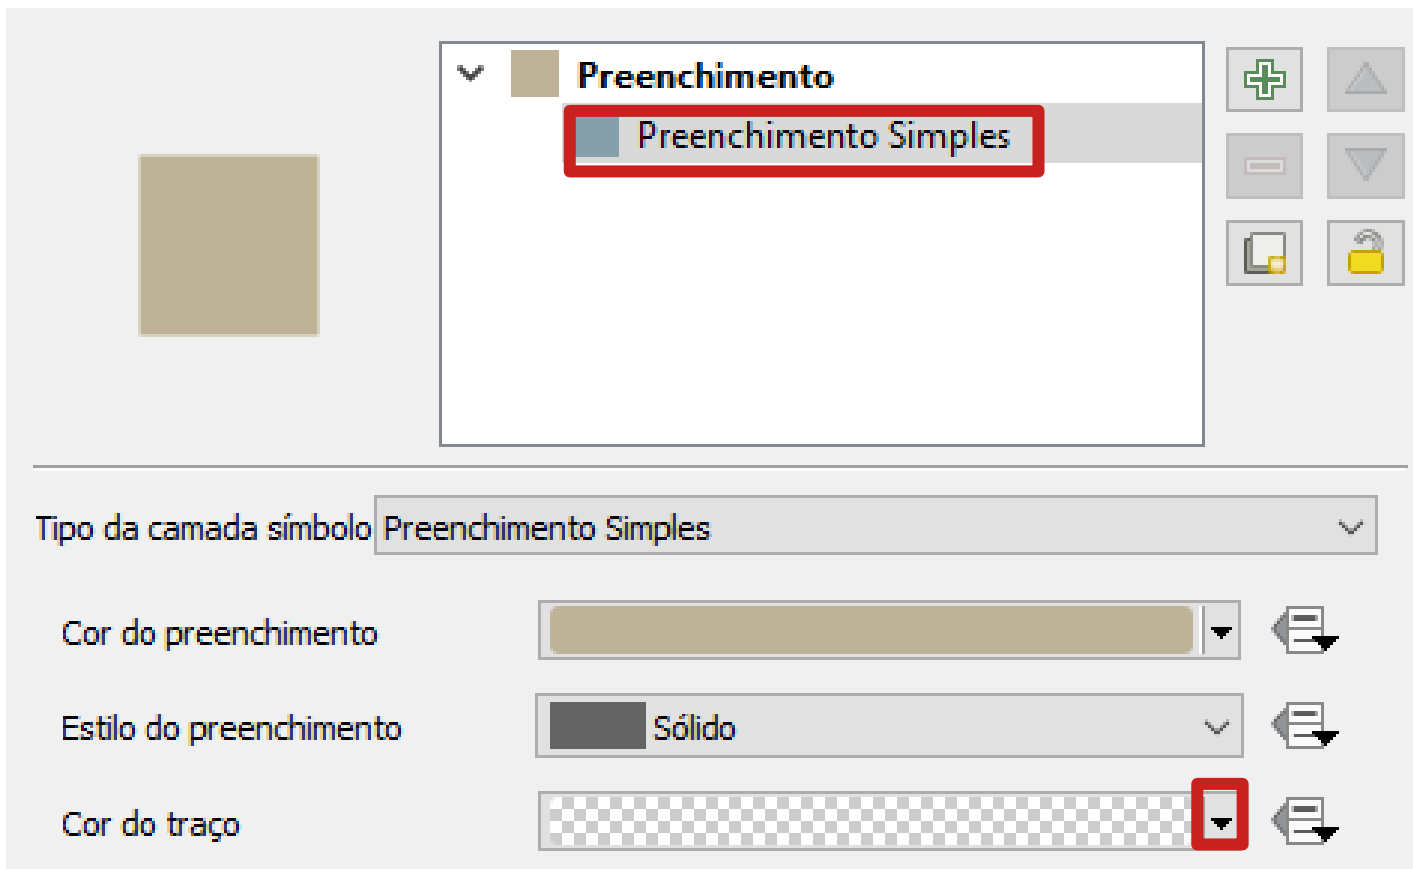 Preenchimento
Preenchimento Simples
Tipo da camada símbolo Preenchimento Simples
Cor do preenchimento
Estilo do preenchimento Sólido
Cor do traço